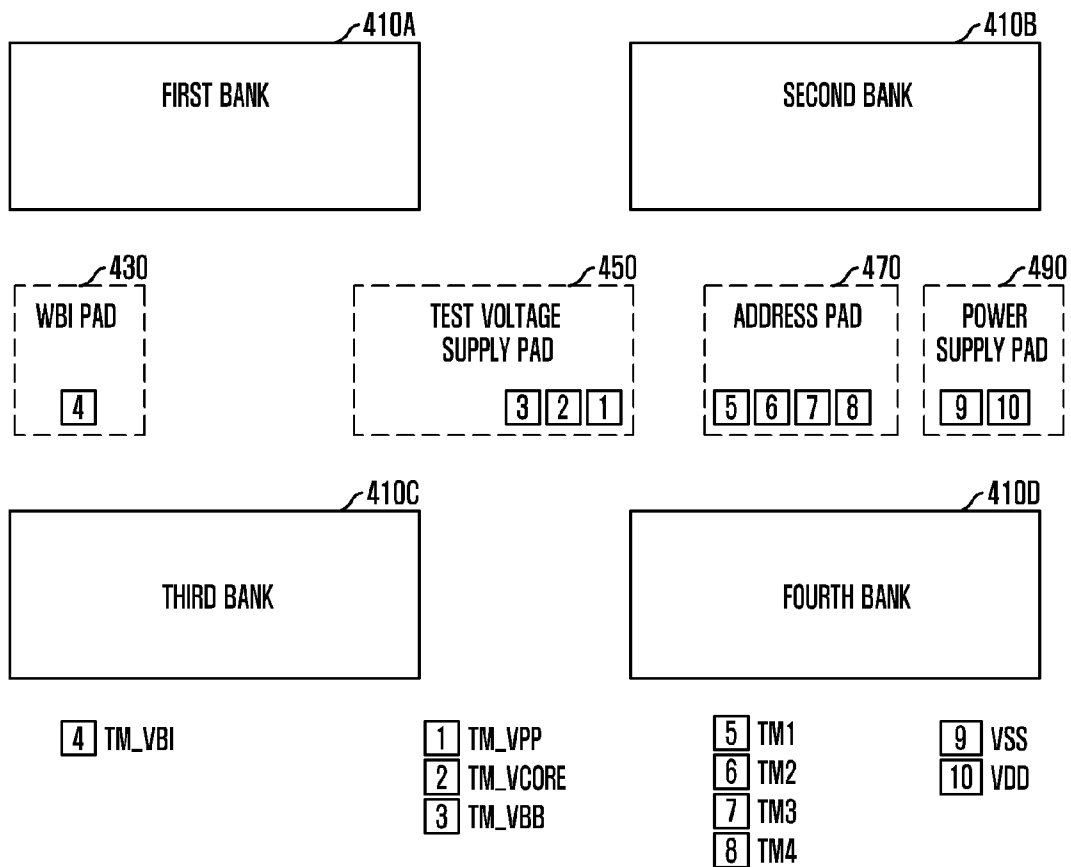 410A
410B
FIRST BANK
SECOND BANK
430
450
470
490
WBI PAD
TEST VOLTAGE
SUPPLY PAD
ADDRESS PAD
POWER
SUPPLY PAD
4
3 2 1
5 6 7 8
9 10
410C
410D
THIRD BANK
FOURTH BANK
4 TM_VBI
1 TM_VPP
2 TM_VCORE
3 TM_VBB
5 TM1
6 TM2
7 TM3
8 TM4
9 VSS
10 VDD